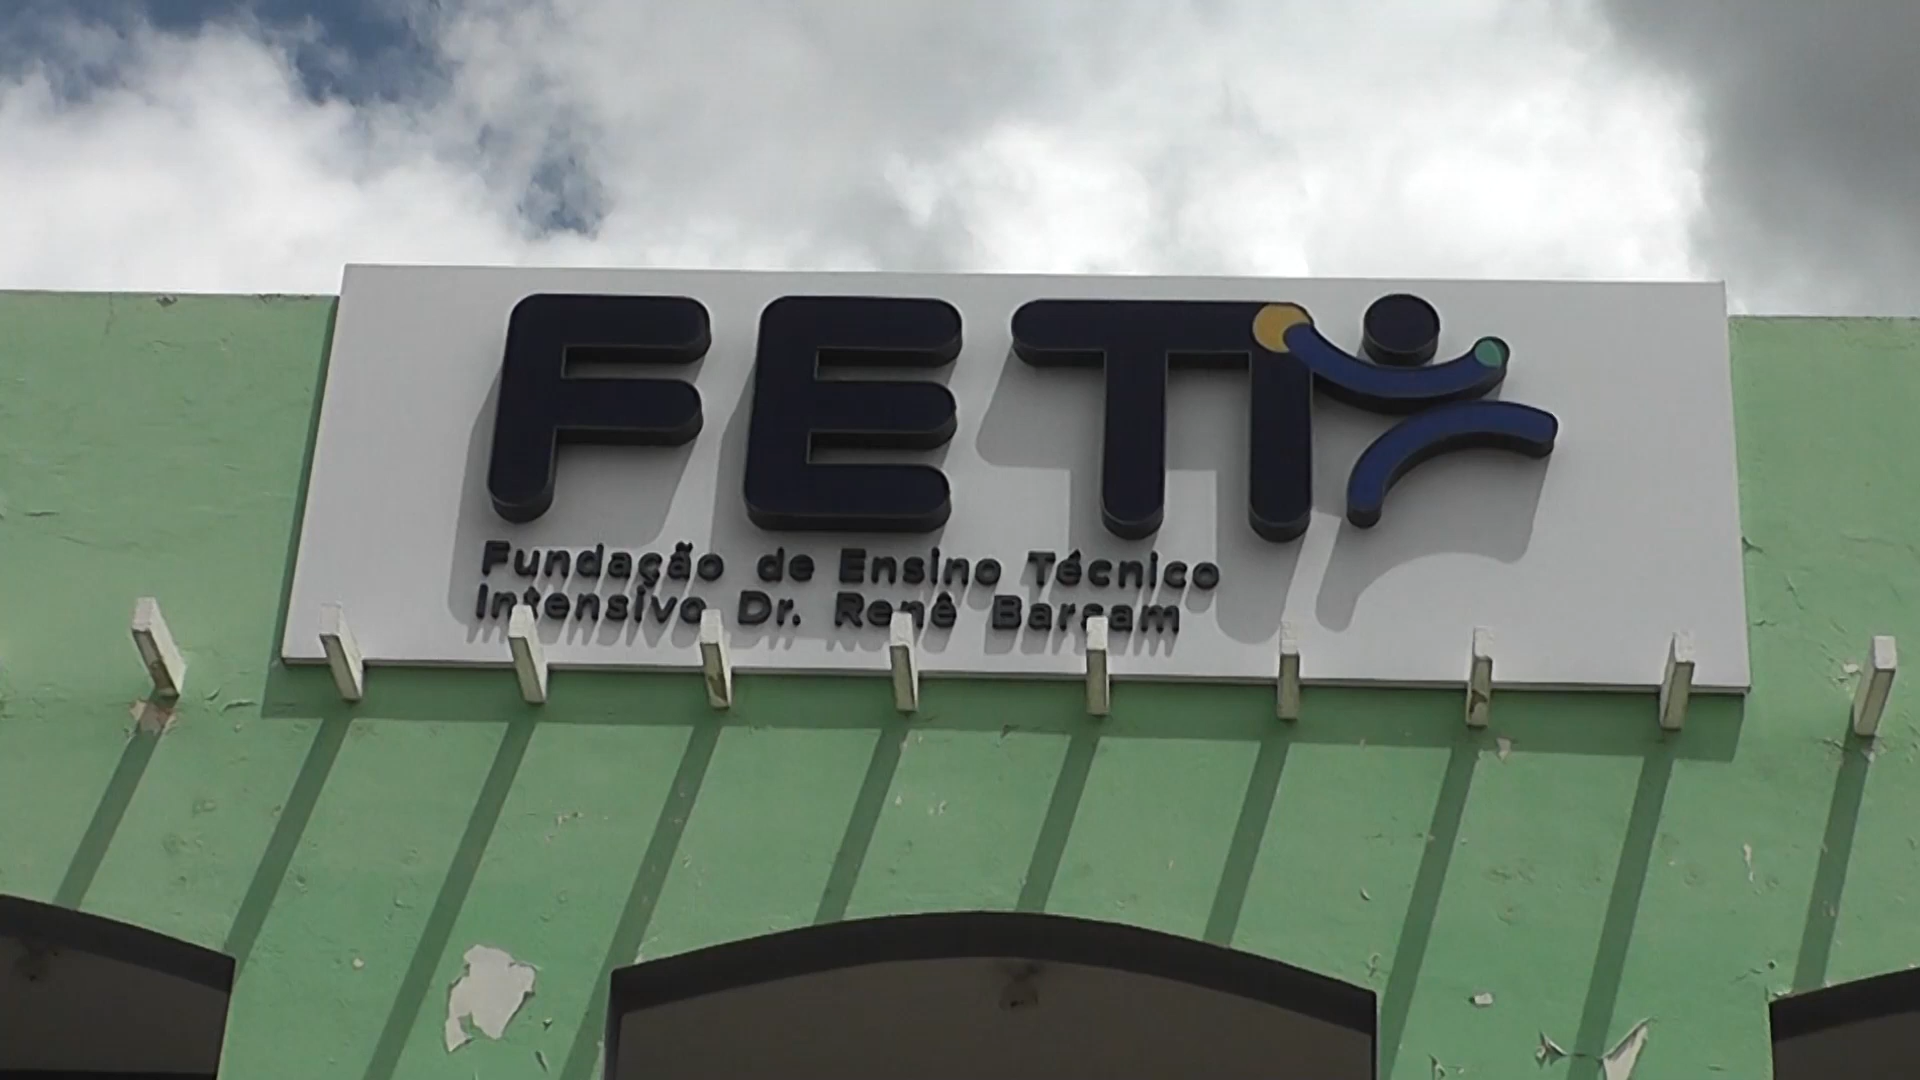 FETI
Fundação de Ensino Técnico
Intensivo Dr. Renê Barsam